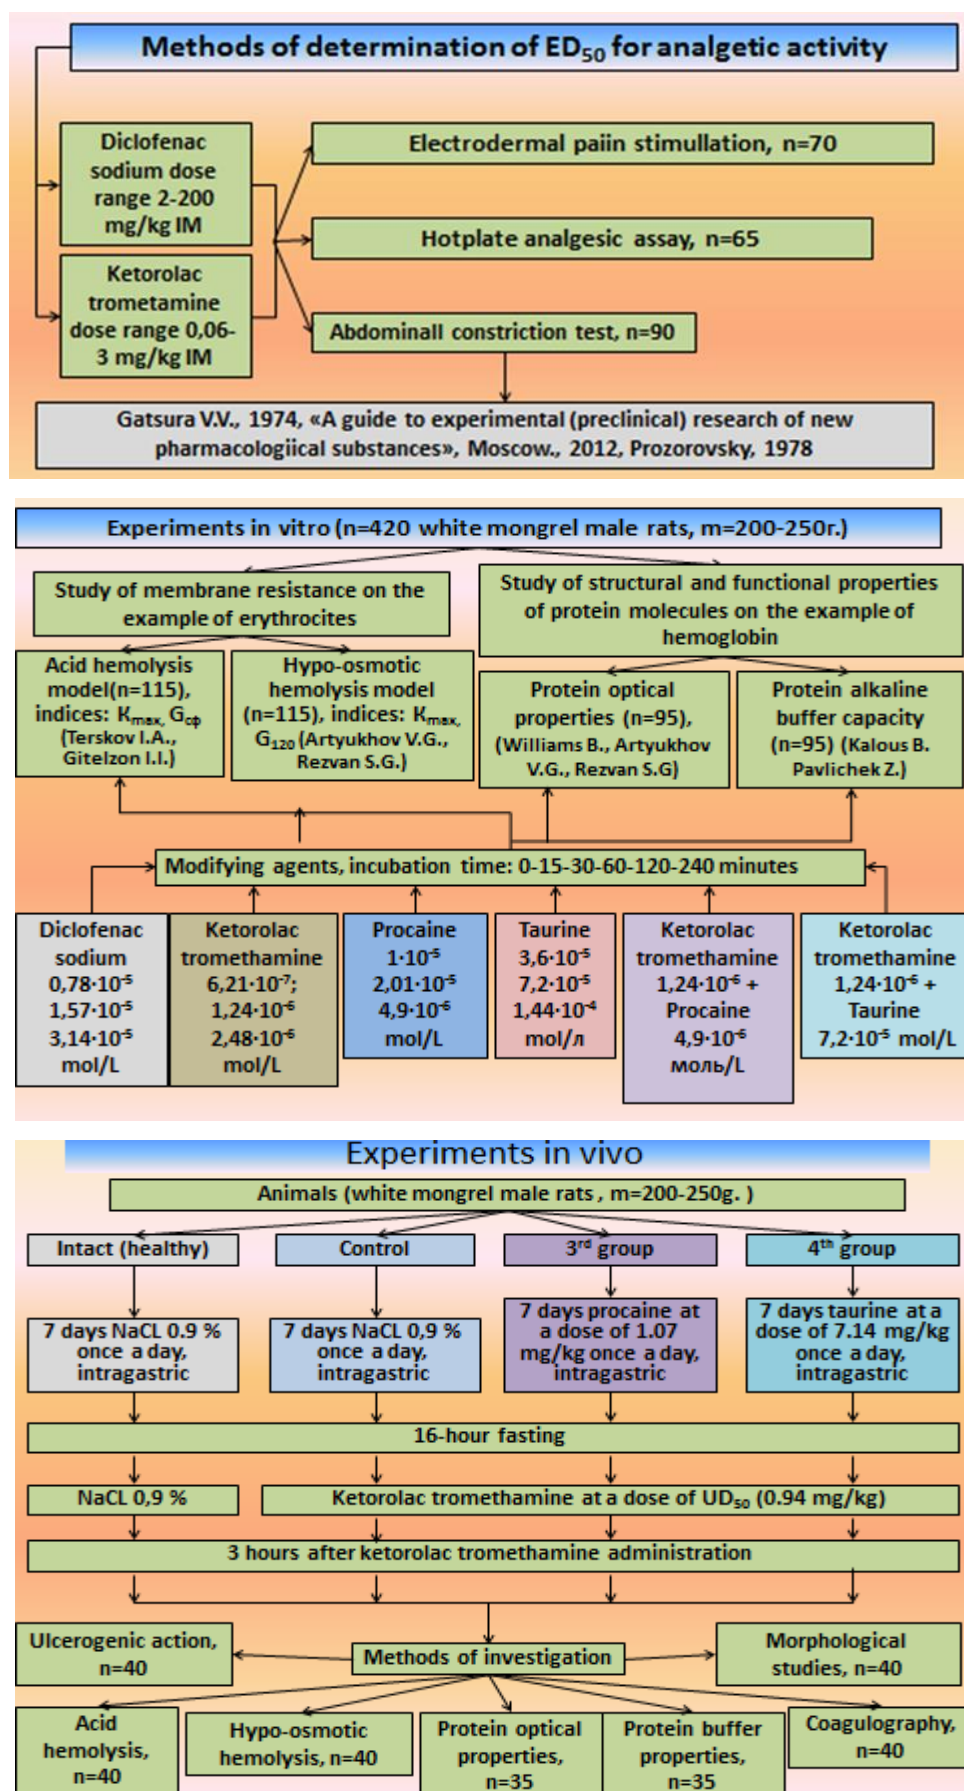 Methods of determination of ED50 for analgetic activity
Diclofenac
sodium dose
range 2-200
mg/kg IM
Ketorolac
trometamine
dose range 0,06-
3 mg/kg IM
Electrodermal paiin stimullation, n=70
Hotplate analgesic assay, n=65
Abdominall constriction test, n=90
Gatsura V.V., 1974, «A guide to experimental (preclinical) research of new
pharmacologiical substances», Moscow., 2012, Prozorovsky, 1978
Experiments in vitro (n=420 white mongrel male rats, m=200-250г.)
Study of membrane resistance on the
example of erythrocites
Study of structural and functional properties
of protein molecules on the example of
hemoglobin
Acid hemolysis
model(n=115),
indices: Kmax, Gсф
(Terskov I.A.,
Gitelzon I.I.)
Hypo-osmotic
hemolysis model
(n=115), indices: Kmax,
G120 (Artyukhov V.G.,
Rezvan S.G.)
Protein optical
properties (n=95),
(Williams B., Artyukhov
V.G., Rezvan S.G)
Protein alkaline
buffer capacity
(n=95) (Kalous B.
Pavlichek Z.)
Modifying agents, incubation time: 0-15-30-60-120-240 minutes
Diclofenac
sodium
0,78·10⁻⁵
1,57·10⁻⁵
3,14·10⁻⁵
mol/L
Ketorolac
tromethamine
6,21·10⁻⁷;
1,24·10⁻⁶
2,48·10⁻⁶
mol/L
Procaine
1·10⁻⁵
2,01·10⁻⁵
4,9·10⁻⁶
mol/L
Taurine
3,6·10⁻⁵
7,2·10⁻⁵
1,44·10⁻⁴
mol/л
Ketorolac
tromethamine
1,24·10⁻⁶ +
Procaine
4,9·10⁻⁶
моль/L
Ketorolac
tromethamine
1,24·10⁻⁶ +
Taurine
7,2·10⁻⁵ mol/L
Experiments in vivo
Animals (white mongrel male rats , m=200-250g. )
Intact (healthy)
Control
3rd group
4th group
7 days NaCL 0.9 %
once a day,
intragastric
7 days NaCL 0,9 %
once a day,
intragastric
7 days procaine at
a dose of 1.07
mg/kg once a day,
intragastric
7 days taurine at a
dose of 7.14 mg/kg
once a day,
intragastric
16-hour fasting
NaCL 0,9 %
Ketorolac tromethamine at a dose of UD50 (0.94 mg/kg)
3 hours after ketorolac tromethamine administration
Ulcerogenic action,
n=40
Methods of investigation
Morphological
studies, n=40
Acid
hemolysis,
n=40
Hypo-osmotic
hemolysis, n=40
Protein optical
properties,
n=35
Protein buffer
properties,
n=35
Coagulography,
n=40